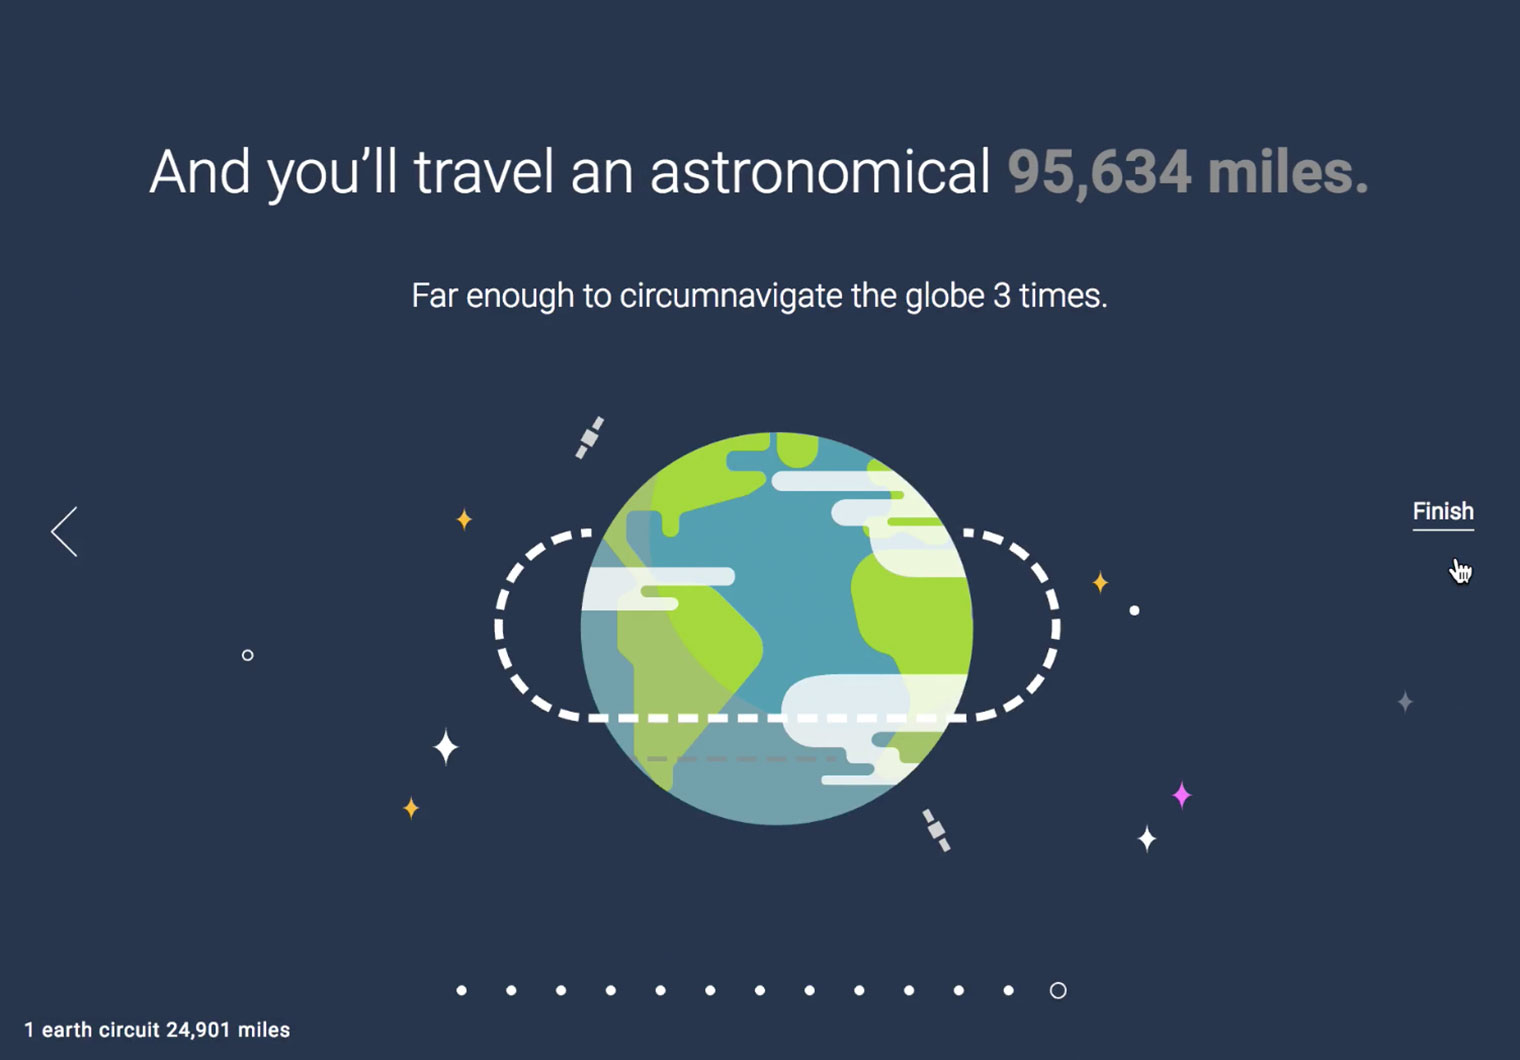 And you’ll travel an astronomical 95,634 miles.
Far enough to circumnavigate the globe 3 times.
Finish
1 earth circuit 24,901 miles